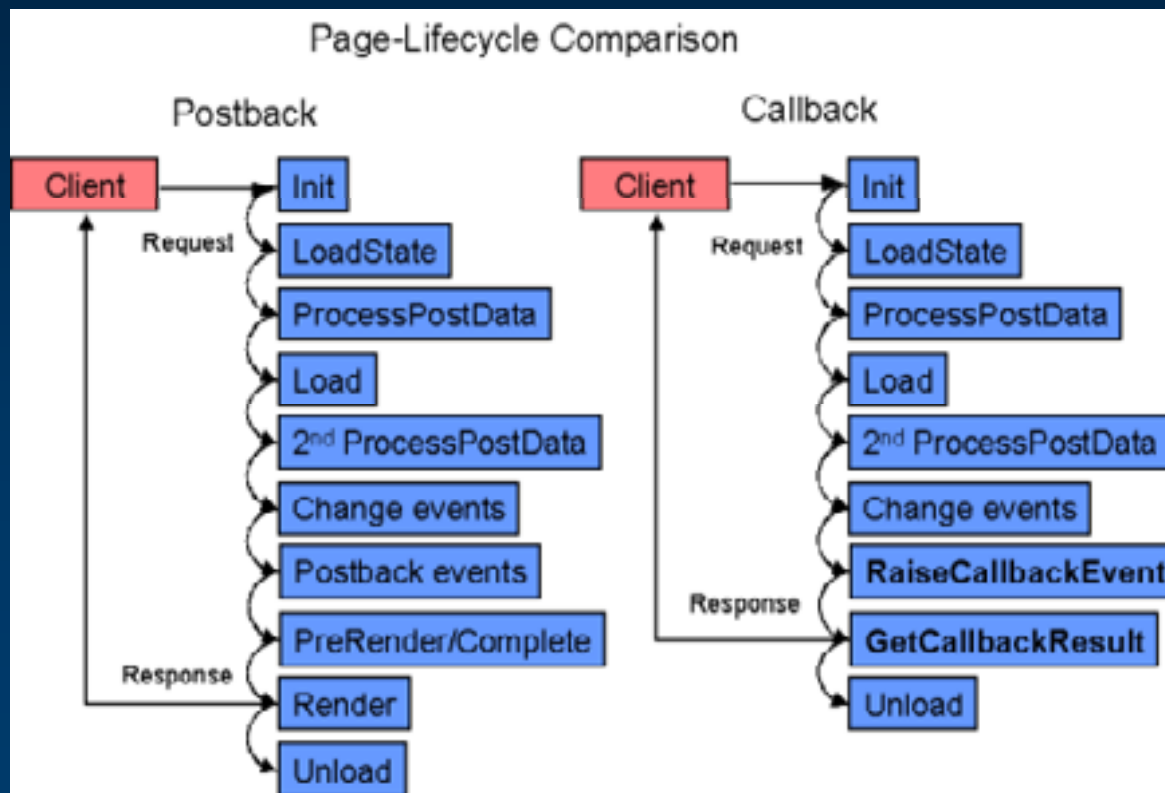 Page-Lifecycle Comparison
Postback
Client
Init
Request
LoadState
ProcessPostData
Load
2nd ProcessPostData
Change events
Postback events
PreRender/Complete
Response
Render
Unload
Callback
Client
Init
Request
LoadState
ProcessPostData
Load
2nd ProcessPostData
Change events
RaiseCallbackEvent
Response
GetCallbackResult
Unload